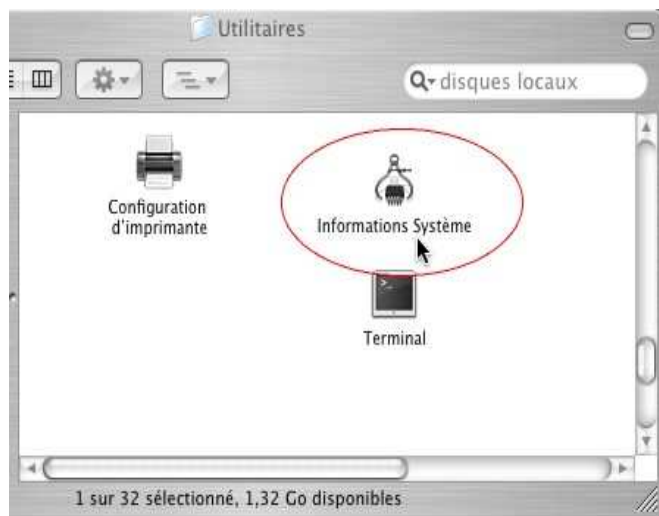 Utilitaires
disques locaux
Configuration
d'imprimante
Informations Système
>_
Terminal
1 sur 32 sélectionné, 1,32 Go disponibles